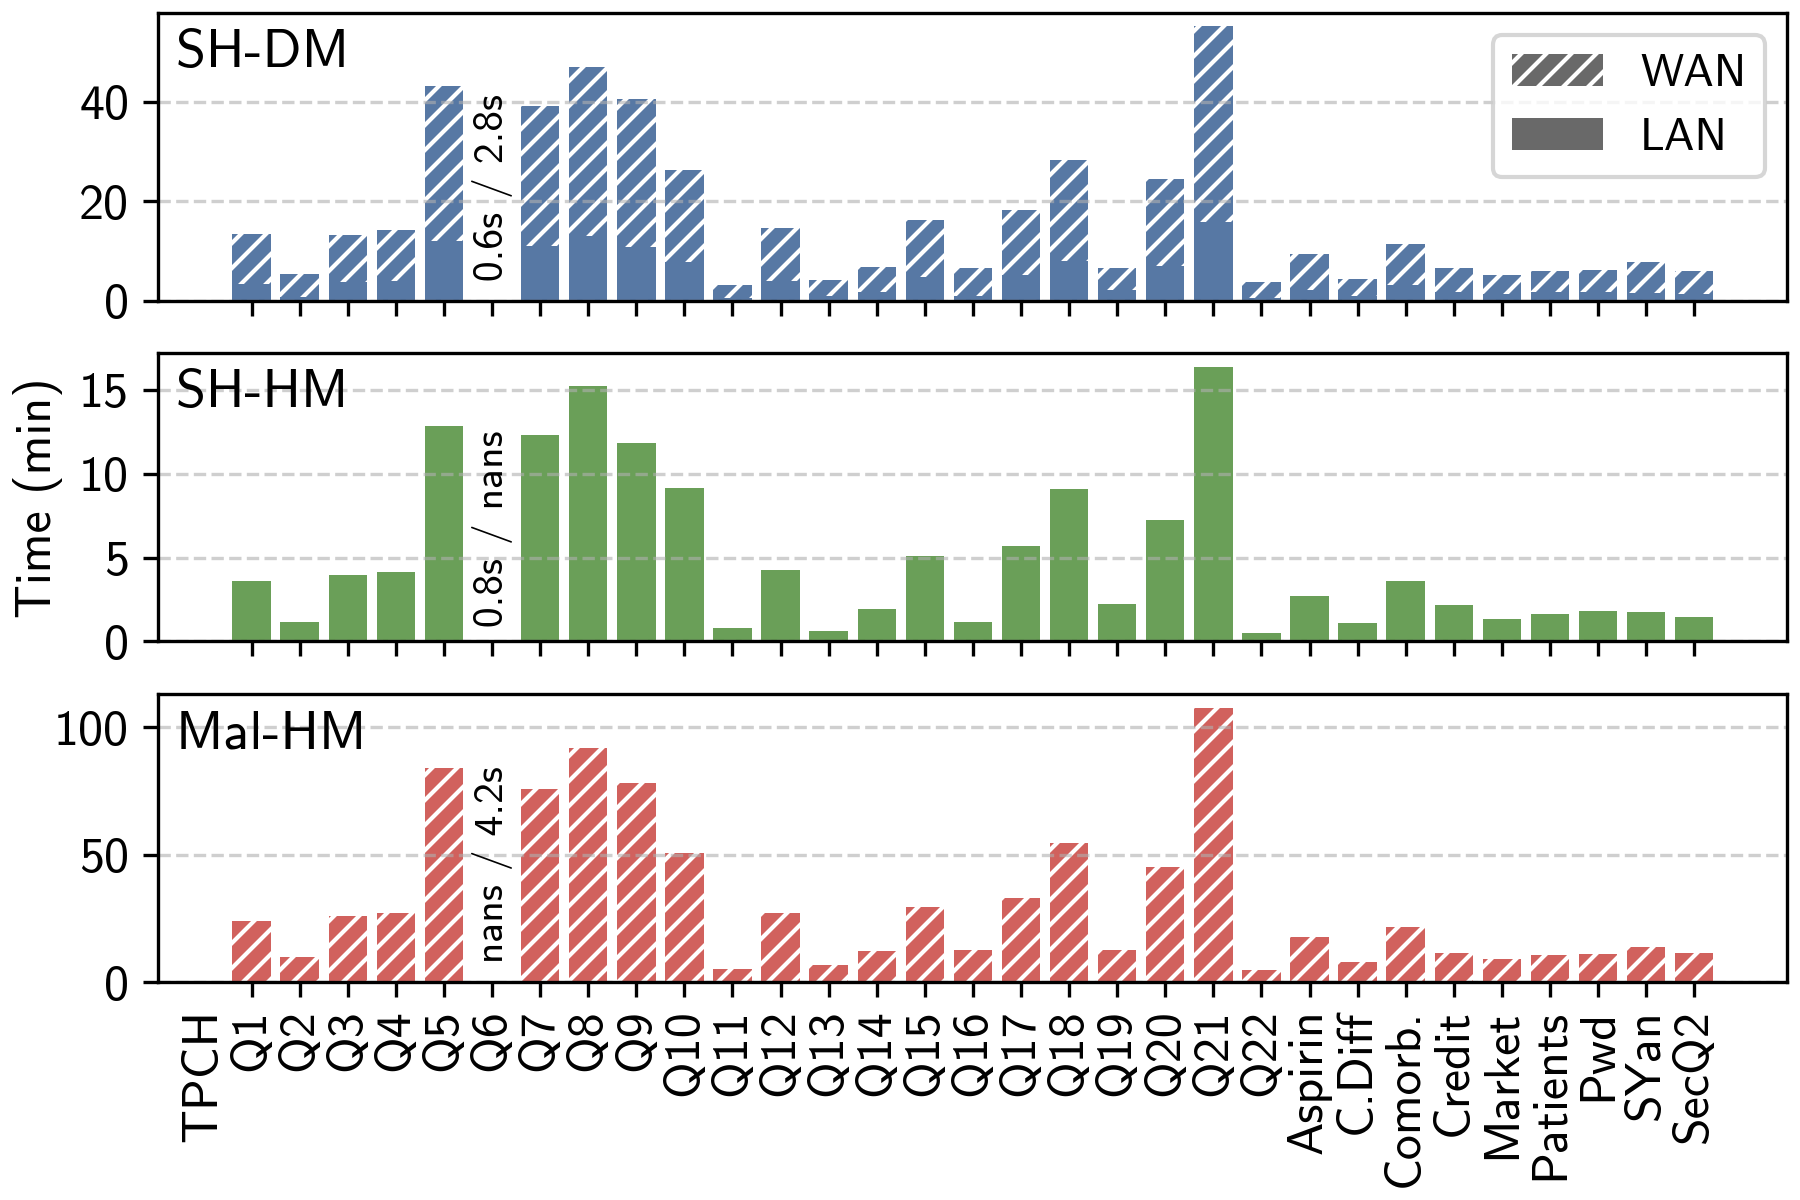 SH-DM
WAN
LAN
40
20
0
0.6s / 2.8s
SH-HM
15
10
5
0
0.8s / nans
Time (min)
Mal-HM
100
50
0
nans / 4.2s
TPCH
Q1
Q2
Q3
Q4
Q5
Q6
Q7
Q8
Q9
Q10
Q11
Q12
Q13
Q14
Q15
Q16
Q17
Q18
Q19
Q20
Q21
Q22
Aspirin
C.Diff
Comorb.
Credit
Market
Patients
Pwd
SYan
SecQ2